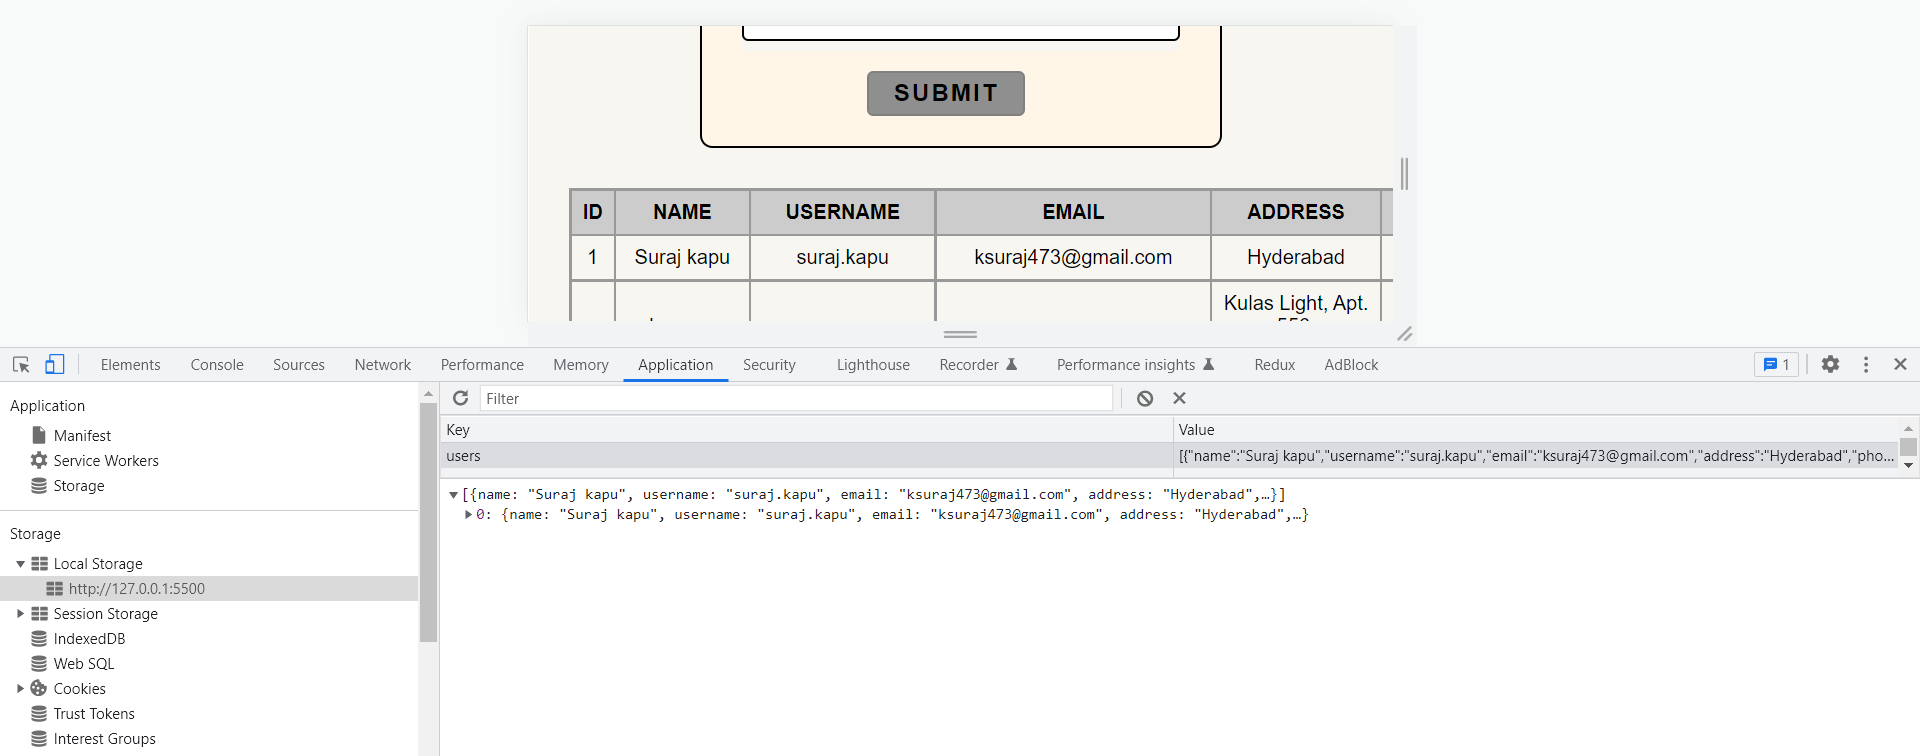 SUBMIT
ID NAME USERNAME EMAIL ADDRESS
1 Suraj kapu suraj.kapu ksuraj473@gmail.com Hyderabad
Kulas Light, Apt.
Elements Console Sources Network Performance Memory Application Security Lighthouse Recorder Performance insights Redux AdBlock 1
Application
Manifest
Service Workers
Storage
Storage
Local Storage
http://127.0.0.1:5500
Session Storage
IndexedDB
Web SQL
Cookies
Trust Tokens
Interest Groups
Filter
Key Value
users [{"name":"Suraj kapu","username":"suraj.kapu","email":"ksuraj473@gmail.com","address":"Hyderabad","pho...
[{name: "Suraj kapu", username: "suraj.kapu", email: "ksuraj473@gmail.com", address: "Hyderabad",…}]
0: {name: "Suraj kapu", username: "suraj.kapu", email: "ksuraj473@gmail.com", address: "Hyderabad",…}